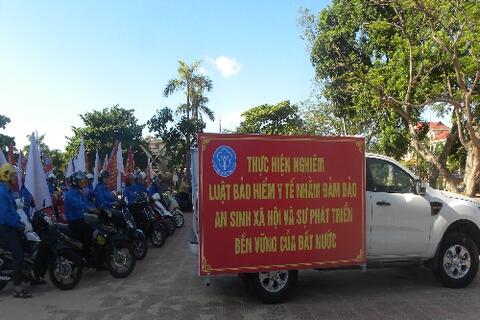 THỰC HIỆN NGHIÊM
LUẬT BẢO HIỂM Y TẾ NHẰM ĐẢM BẢO
AN SINH XÃ HỘI VÀ SỰ PHÁT TRIỂN
BỀN VỮNG CỦA ĐẤT NƯỚC